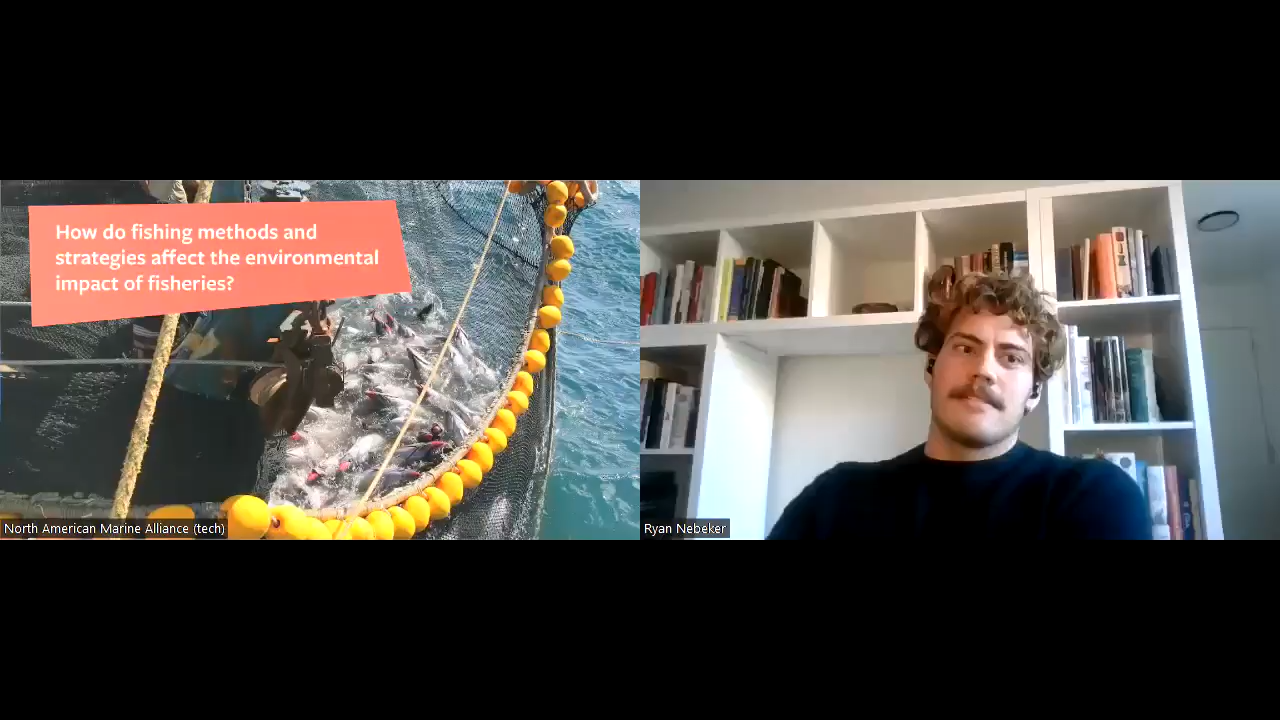 How do fishing methods and
strategies affect the environmental
impact of fisheries?
North American Marine Alliance (tech)
Ryan Nebeker